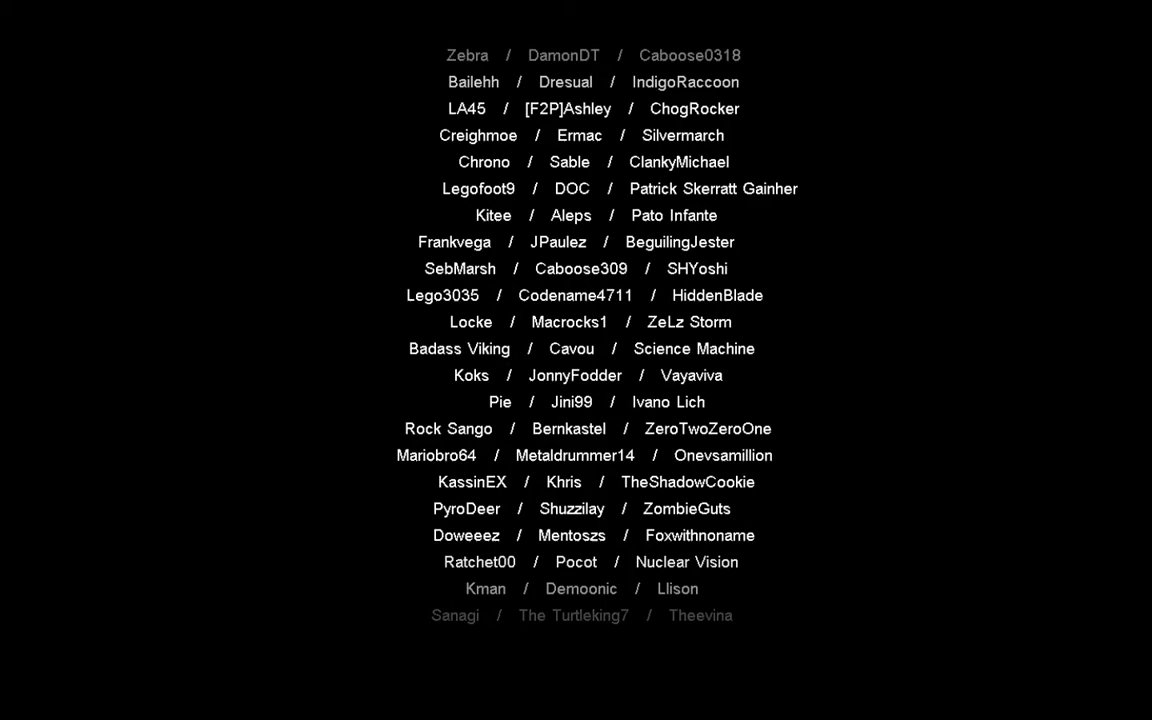 Zebra / DamonDT / Caboose0318
Bailehh / Dresual / IndigoRaccoon
LA45 / [F2P]Ashley / ChogRocker
Creighmoe / Ermac / Silvermarch
Chrono / Sable / ClankyMichael
Legofoot9 / DOC / Patrick Skerratt Gainher
Kitee / Aleps / Pato Infante
Frankvega / JPaulez / BeguilingJester
SebMarsh / Caboose309 / SHYoshi
Lego3035 / Codename4711 / HiddenBlade
Locke / Macrocks1 / ZeLz Storm
Badass Viking / Cavou / Science Machine
Koks / JonnyFodder / Vayaviva
Pie / Jini99 / Ivano Lich
Rock Sango / Bernkastel / ZeroTwoZeroOne
Mariobro64 / Metaldrummer14 / Onevsamillion
KassinEX / Khris / TheShadowCookie
PyroDeer / Shuzzilay / ZombieGuts
Doweeez / Mentoszs / Foxwithnoname
Ratchet00 / Pocot / Nuclear Vision
Kman / Demoonic / Llison
Sanagi / The Turtleking7 / Theevina